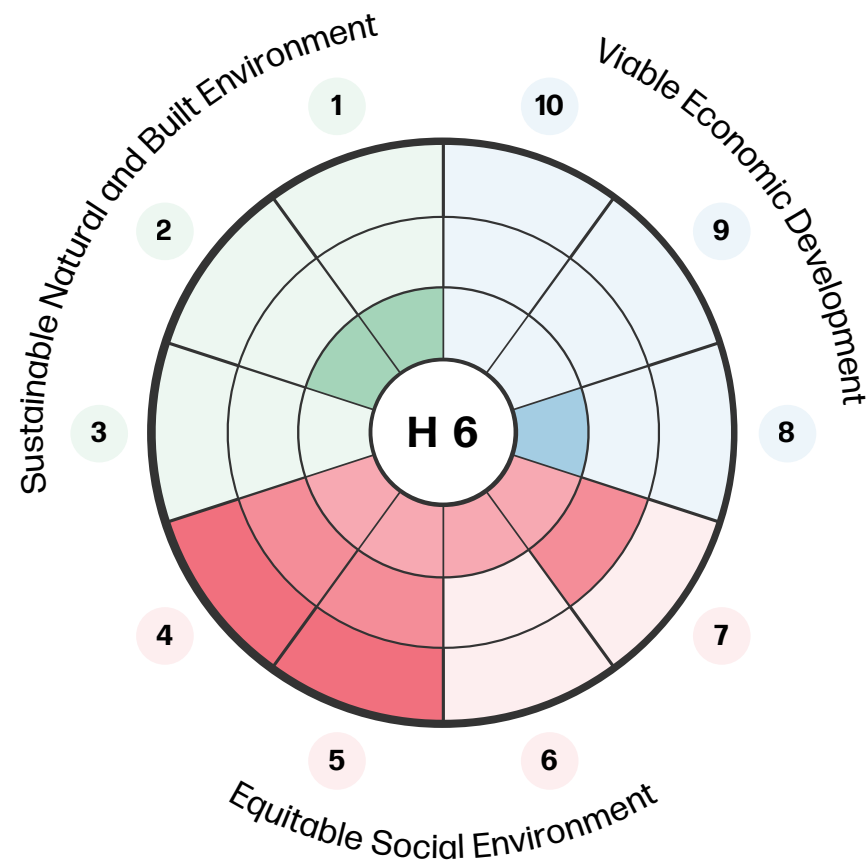 Sustainable Natural and Built Environment
Viable Economic Development
1
10
2
9
3
H 6
8
4
7
5
6
Equitable Social Environment